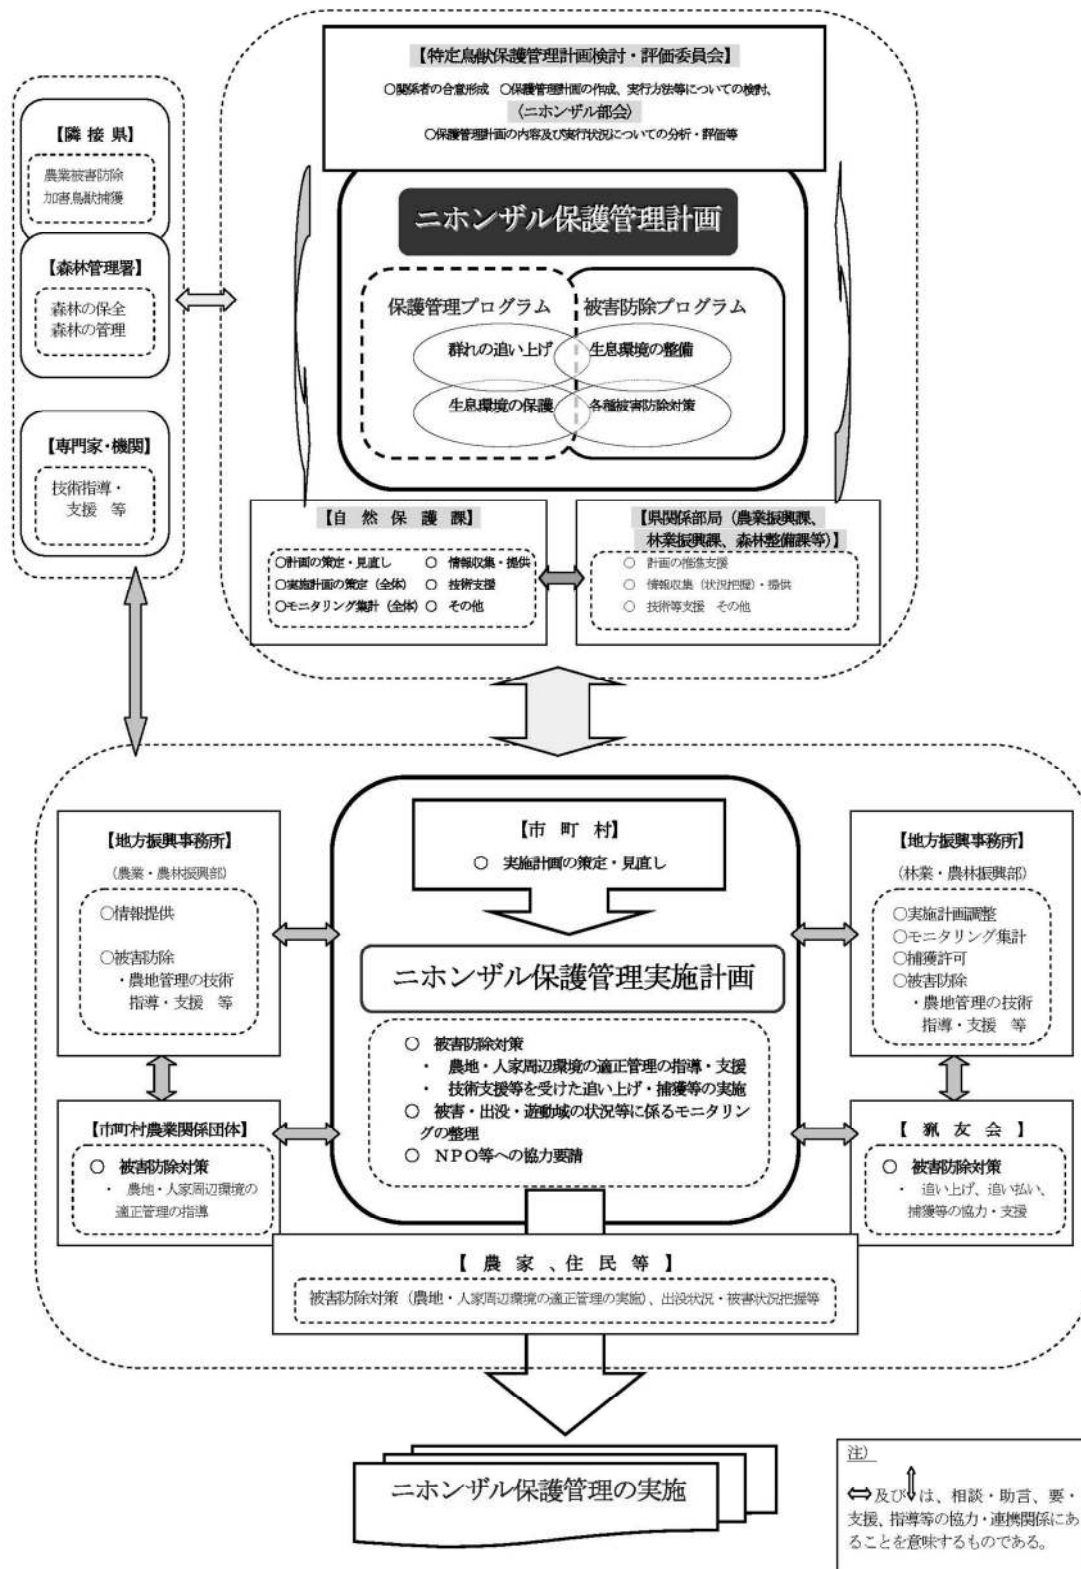 【特定鳥獣保護管理計画検討・評価委員会】
○関係者の合意形成　○保護管理計画の作成、実行方法等についての検討、
〈ニホンザル部会〉
○保護管理計画の内容及び実行状況についての分析・評価等
【隣 接 県】
農業被害防除
加害鳥獣捕獲
【森林管理署】
森林の保全
森林の管理
【専門家・機関】
技術指導・
支援　等
ニホンザル保護管理計画
保護管理プログラム
被害防除プログラム
群れの追い上げ
生息環境の整備
生息環境の保護
各種被害防除対策
【自　然　保　護　課】
○計画の策定・見直し　○　情報収集・提供
○実施計画の策定（全体）　○　技術支援
○モニタリング集計（全体）　○　その他
【県関係部局（農業振興課、
林業振興課、森林整備課等）】
○　計画の推進支援
○　情報収集（状況把握）・提供
○　技術等支援　その他
【市　町　村】
○　実施計画の策定・見直し
【地方振興事務所】
（農業・農林振興部）
○情報提供
○被害防除
・農地管理の技術
指導・支援　等
【地方振興事務所】
（林業・農林振興部）
○実施計画調整
○モニタリング集計
○捕獲許可
○被害防除
・農地管理の技術
指導・支援　等
ニホンザル保護管理実施計画
○　被害防除対策
・　農地・人家周辺環境の適正管理の指導・支援
・　技術支援等を受けた追い上げ・捕獲等の実施
○　被害・出没・遊動域の状況等に係るモニタリン
グの整理
○　ＮＰＯ等への協力要請
【市町村農業関係団体】
○　被害防除対策
・　農地・人家周辺環境の
適正管理の指導
【　猟　友　会　】
○　被害防除対策
・　追い上げ、追い払い、
捕獲等の協力・支援
【　農　家　、住　民　等　】
被害防除対策（農地・人家周辺環境の適正管理の実施）、出没状況・被害状況把握等
ニホンザル保護管理の実施
注）
⇔及び⇕は、相談・助言、要・
支援、指導等の協力・連携関係にあ
ることを意味するものである。